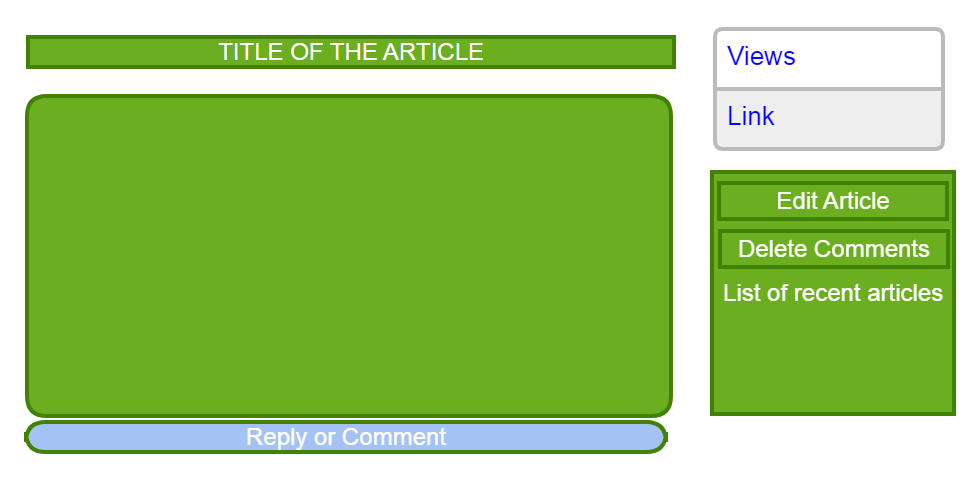 TITLE OF THE ARTICLE
Reply or Comment
Views
Link
Edit Article
Delete Comments
List of recent articles